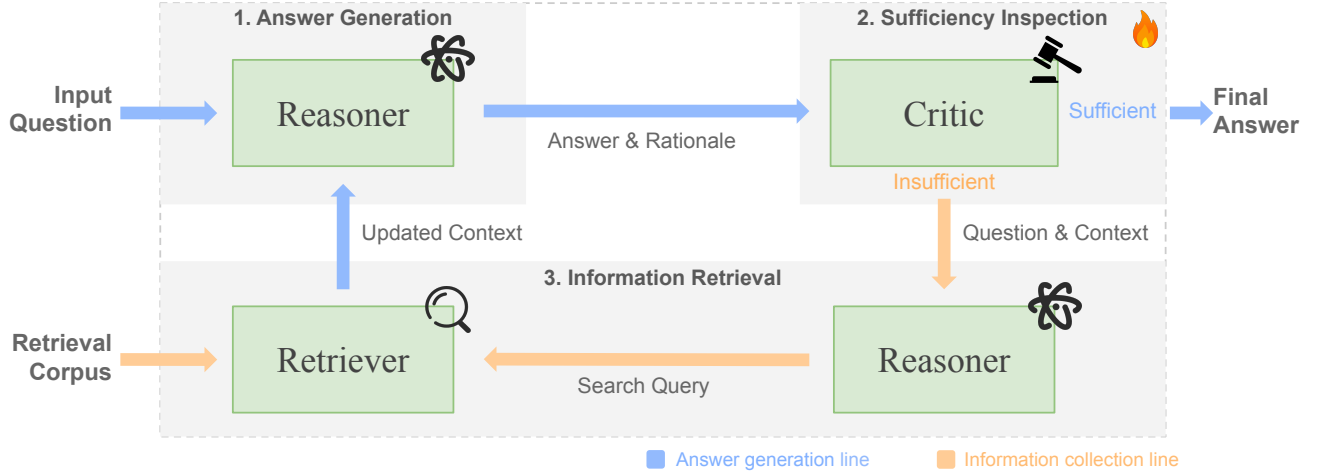 1. Answer Generation
2. Sufficiency Inspection
Input
Question
Reasoner
Answer & Rationale
Critic
Sufficient
Final
Answer
Insufficient
Updated Context
Question & Context
3. Information Retrieval
Retrieval
Corpus
Retriever
Search Query
Reasoner
Answer generation line
Information collection line